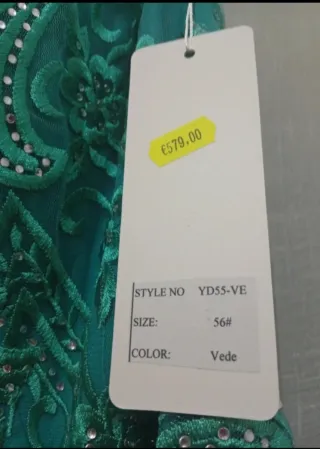 €579,00
STYLE NO YD55-VE
SIZE: 56#
COLOR: Vede